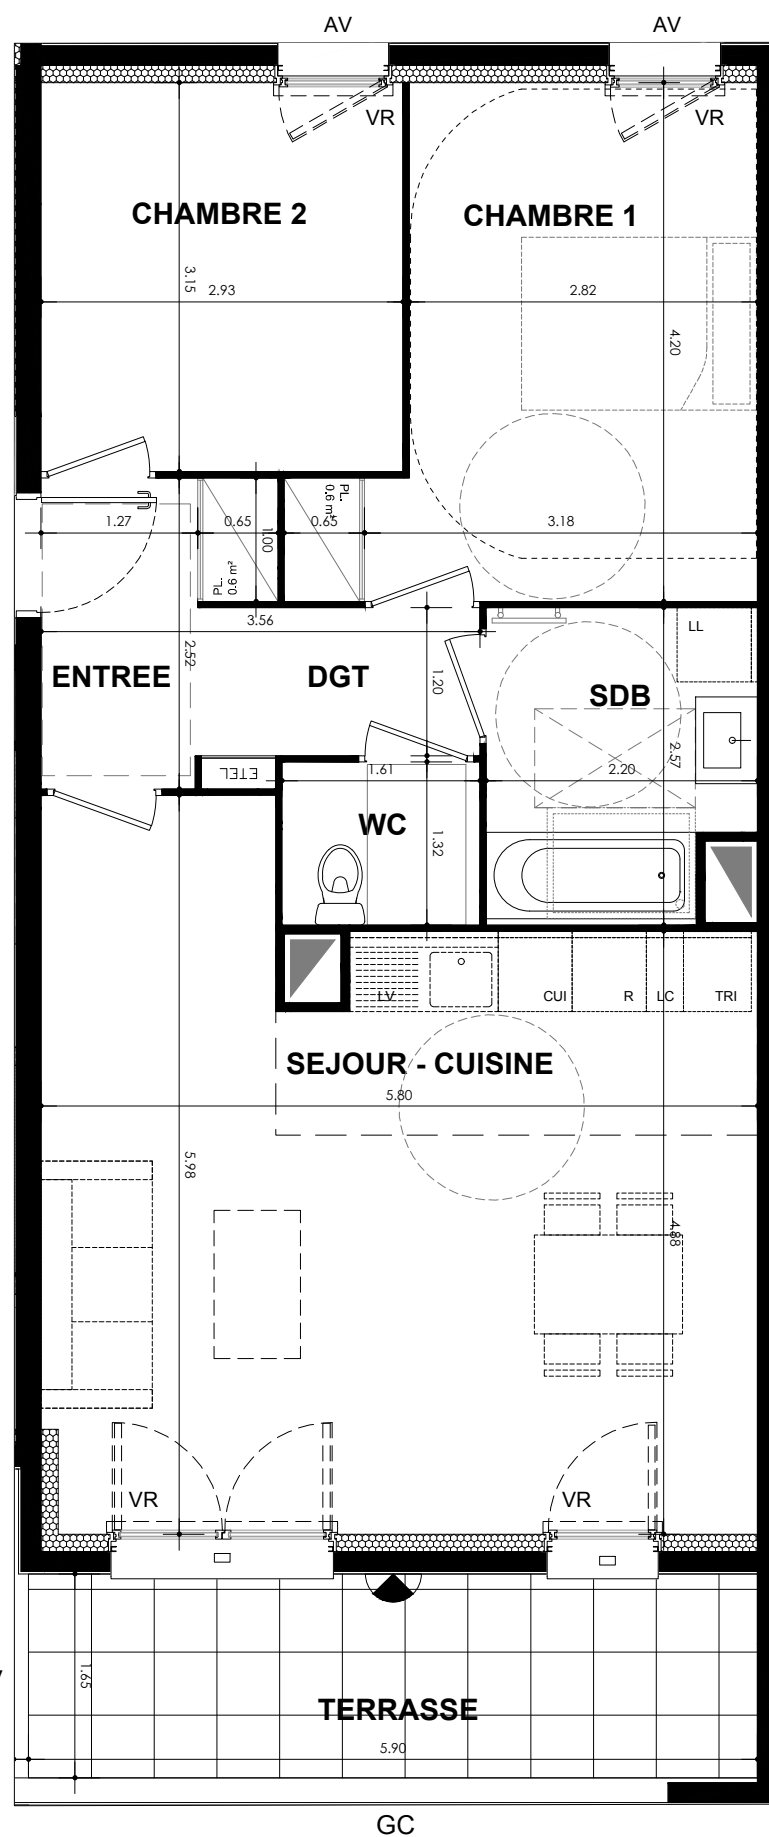 AV
AV
VR
VR
CHAMBRE 2
CHAMBRE 1
3.15
2.93
2.82
4.20
PL.
0.6 m²
1.27
0.65
1.00
0.65
3.18
PL.
0.6 m²
3.56
LL
2.52
ENTREE
DGT
1.20
SDB
ETEL
1.61
2.20
2.57
WC
1.32
LV
CUI
R
LC
TRI
SEJOUR - CUISINE
5.80
5.98
4.88
VR
VR
1.65
TERRASSE
5.90
GC